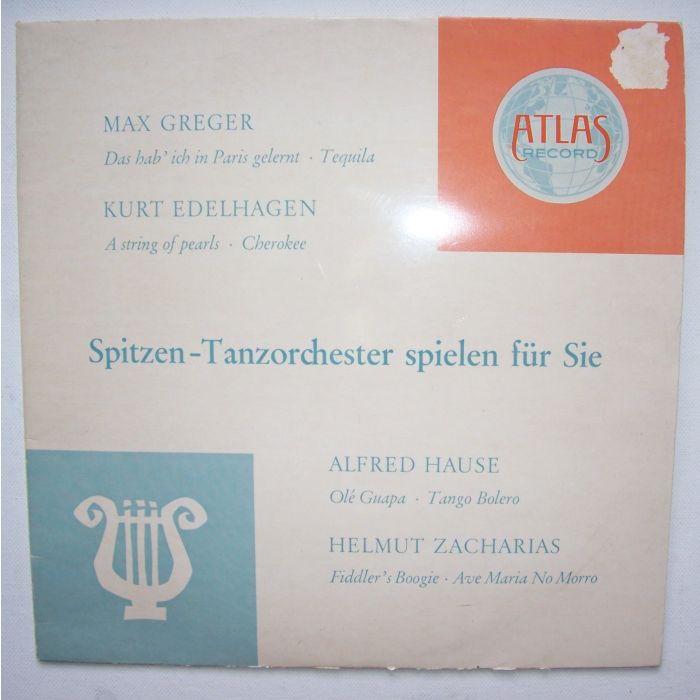 MAX GREGER
Das hab' ich in Paris gelernt · Tequila
KURT EDELHAGEN
A string of pearls · Cherokee
ATLAS
RECORD
Spitzen-Tanzorchester spielen für Sie
ALFRED HAUSE
Olé Guapa · Tango Bolero
HELMUT ZACHARIAS
Fiddler's Boogie · Ave Maria No Morro